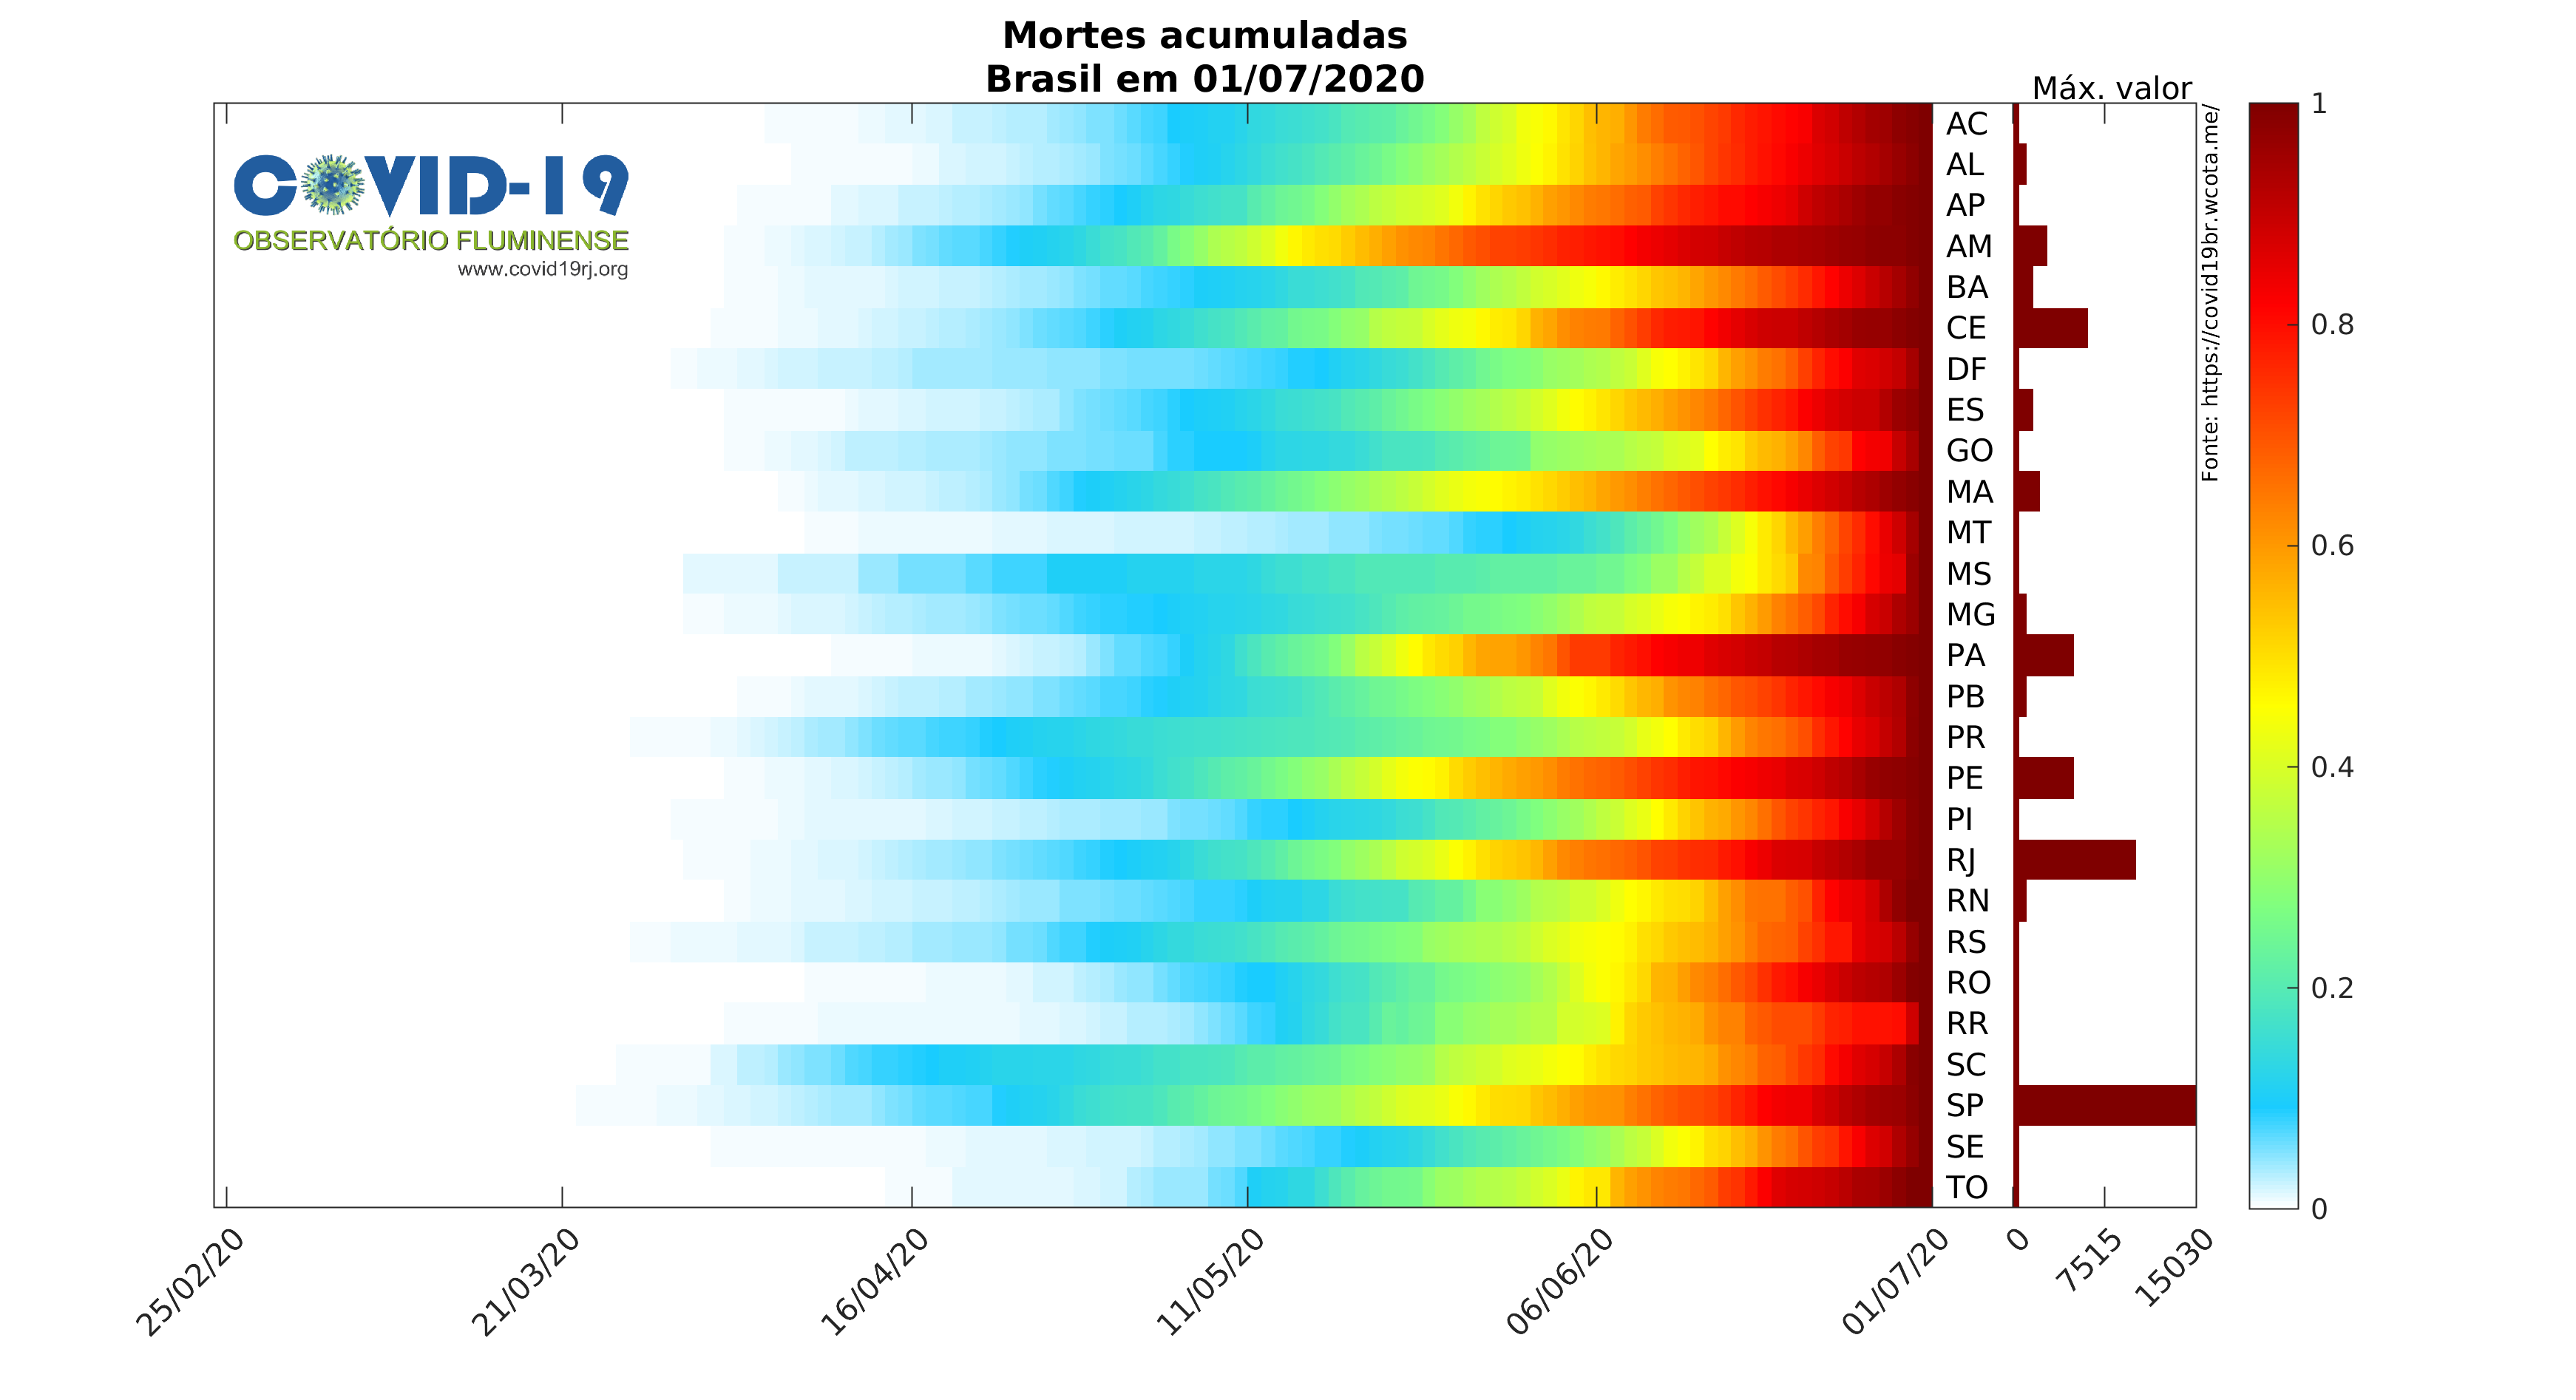 Mortes acumuladas
Brasil em 01/07/2020
Máx. valor
COVID-19
OBSERVATÓRIO FLUMINENSE
www.covid19rj.org
AC
AL
AP
AM
BA
CE
DF
ES
GO
MA
MT
MS
MG
PA
PB
PR
PE
PI
RJ
RN
RS
RO
RR
SC
SP
SE
TO
Fonte: https://covid19br.wcota.me/
1
0.8
0.6
0.4
0.2
0
25/02/20
21/03/20
16/04/20
11/05/20
06/06/20
01/07/20
0
7515
15030